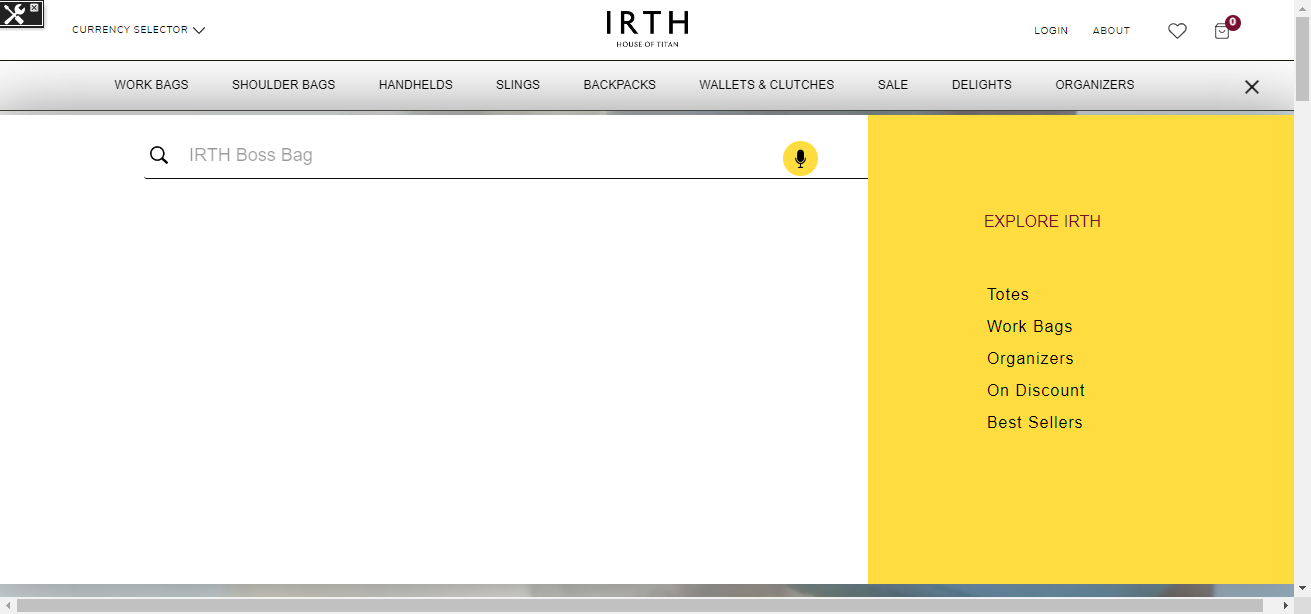 CURRENCY SELECTOR
IRTH
HOUSE OF TITAN
LOGIN ABOUT 0
WORK BAGS SHOULDER BAGS HANDHELDS SLINGS BACKPACKS WALLETS & CLUTCHES SALE DELIGHTS ORGANIZERS
IRTH Boss Bag
EXPLORE IRTH
Totes
Work Bags
Organizers
On Discount
Best Sellers